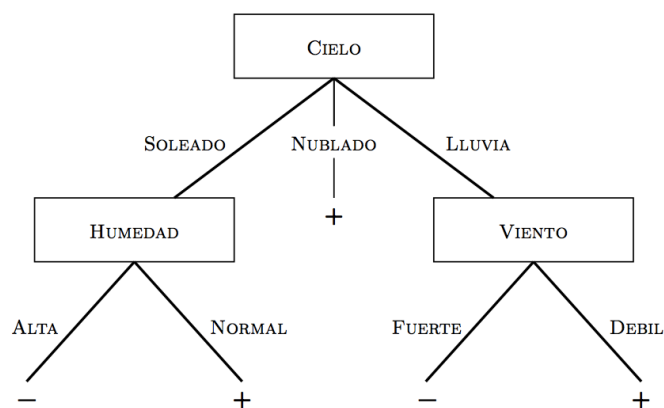 CIELO
SOLEADO NUBLADO LLUVIA
+
HUMEDAD VIENTO
ALTA NORMAL FUERTE DEBIL
− + − +